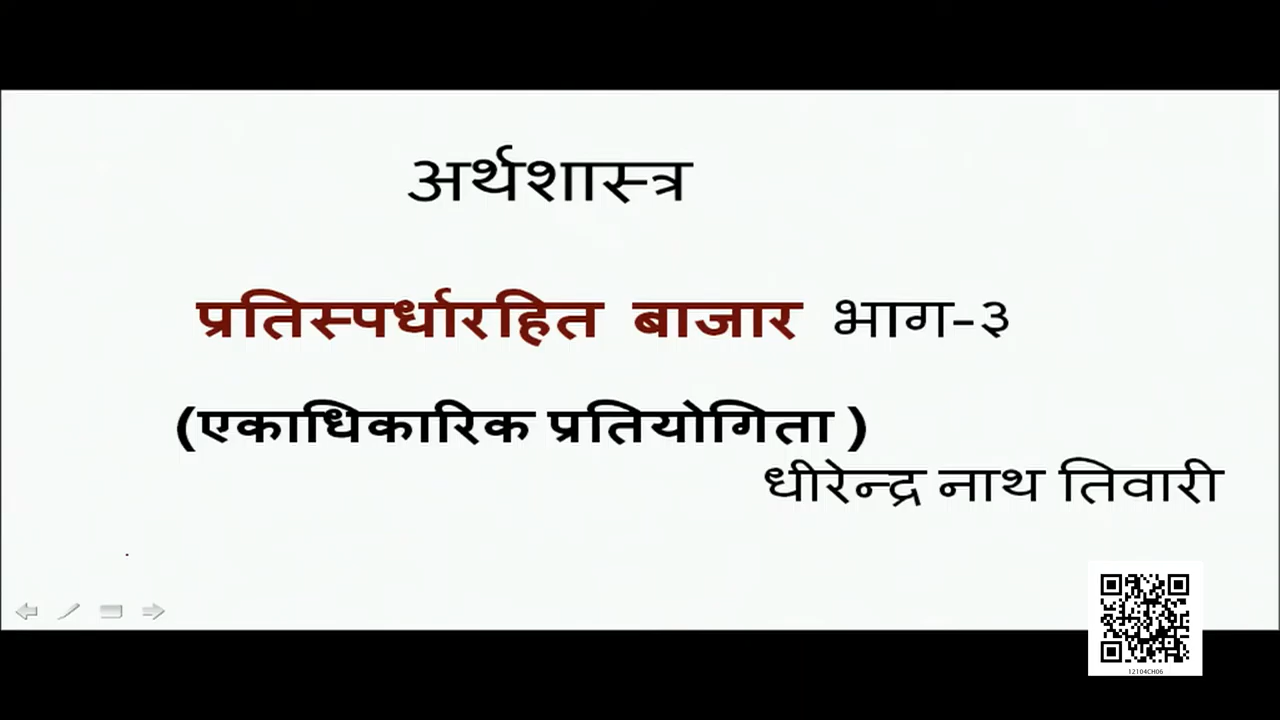 अर्थशास्त्र
प्रतिस्पर्धारहित बाजार भाग-३
(एकाधिकारिक प्रतियोगिता )
धीरेन्द्र नाथ तिवारी
12104CH06